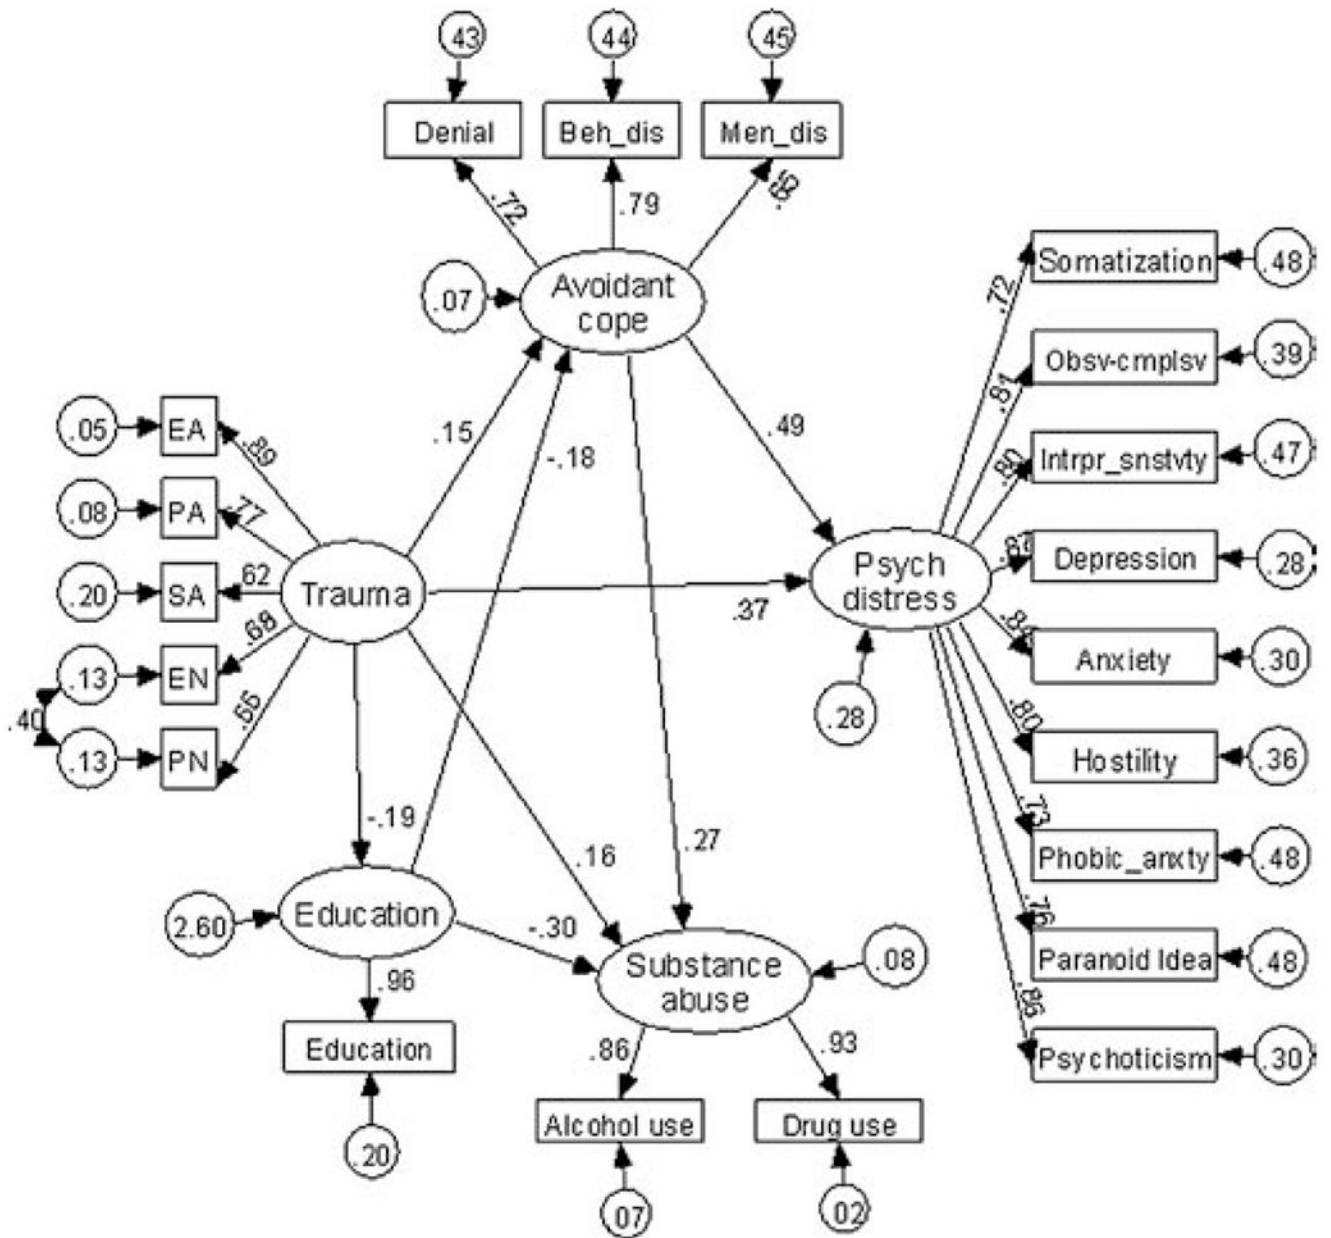 .43
.44
.45
Denial
Beh_dis
Men_dis
.72
.79
.07
Avoidant
cope
.72
Somatization
.48
.81
Obsv-cmplsv
.39
.80
Intrpr_snstvty
.47
Depression
.28
Anxiety
.30
.80
Hostility
.36
.73
Phobic_anxty
.48
.76
Paranoid Idea
.48
.86
Psychoticism
.30
.05
EA
.89
.08
PA
.77
.20
SA
.62
.13
EN
.68
.40
.13
PN
.66
Trauma
.15
-.18
.49
.37
Psych
distress
.28
-.19
.16
.27
2.60
Education
-.30
.96
Education
.20
Substance
abuse
.08
.86
.93
Alcohol use
Drug use
.07
.02